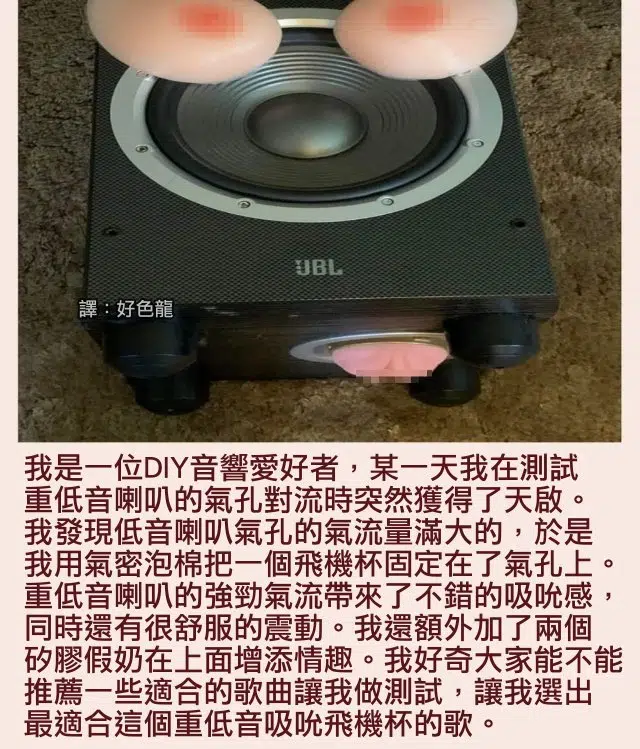 JBL
譯：好色龍
我是一位DIY音響愛好者，某一天我在測試
重低音喇叭的氣孔對流時突然獲得了天啟。
我發現低音喇叭氣孔的氣流量滿大的，於是
我用氣密泡棉把一個飛機杯固定在了氣孔上。
重低音喇叭的強勁氣流帶來了不錯的吸吮感，
同時還有很舒服的震動。我還額外加了兩個
矽膠假奶在上面增添情趣。我好奇大家能不能
推薦一些適合的歌曲讓我做測試，讓我選出
最適合這個重低音吸吮飛機杯的歌。